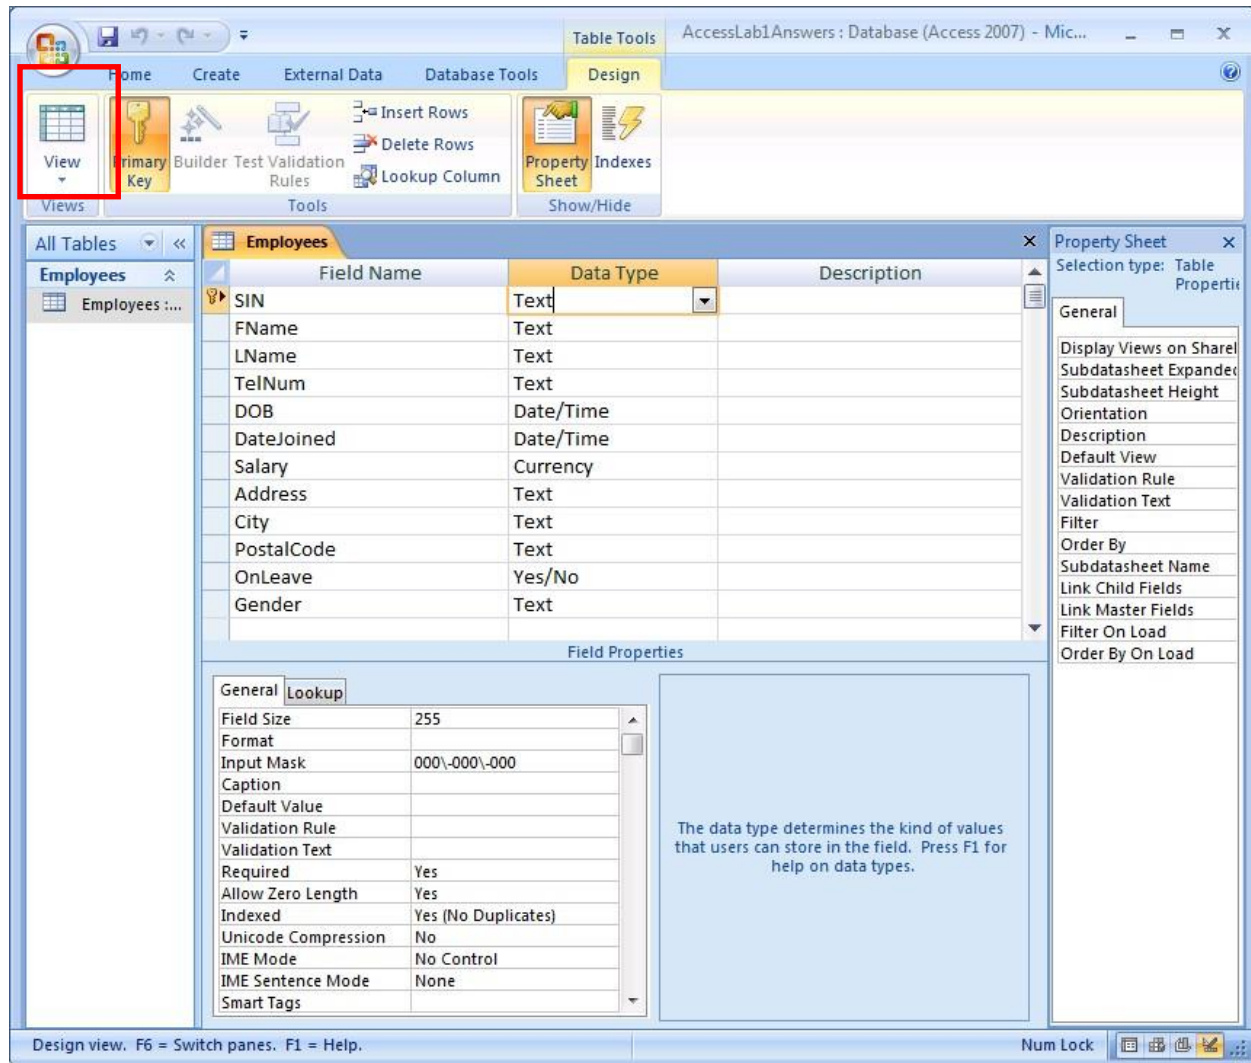 Table Tools
AccessLab1Answers : Database (Access 2007) - Mic...
Home Create External Data Database Tools Design
View
Primary Key
Builder
Test Validation Rules
Insert Rows
Delete Rows
Lookup Column
Property Sheet
Indexes
Views Tools Show/Hide
All Tables «
Employees
Employees :...
Employees
Field Name Data Type Description
SIN Text
FName Text
LName Text
TelNum Text
DOB Date/Time
DateJoined Date/Time
Salary Currency
Address Text
City Text
PostalCode Text
OnLeave Yes/No
Gender Text
Field Properties
General Lookup
Field Size 255
Format
Input Mask 000\-000\-000
Caption
Default Value
Validation Rule
Validation Text
Required Yes
Allow Zero Length Yes
Indexed Yes (No Duplicates)
Unicode Compression No
IME Mode No Control
IME Sentence Mode None
Smart Tags
The data type determines the kind of values
that users can store in the field. Press F1 for
help on data types.
Property Sheet
Selection type: Table
Propertie
General
Display Views on Sharel
Subdatasheet Expanded
Subdatasheet Height
Orientation
Description
Default View
Validation Rule
Validation Text
Filter
Order By
Subdatasheet Name
Link Child Fields
Link Master Fields
Filter On Load
Order By On Load
Design view. F6 = Switch panes. F1 = Help.
Num Lock